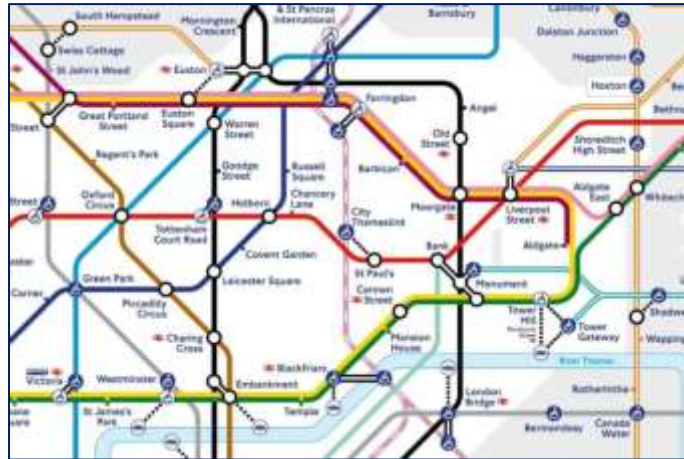 South Hampstead
Swiss Cottage
St John's Wood
Mornington
Crescent
& St Pancras
International
Barnsbury
Canonbury
Dalston Junction
Haggerston
Hoxton
Euston
Street
Great Portland
Street
Euston
Square
Warren
Street
Farringdon
Angel
Old
Street
Shoreditch
High Street
Regent's Park
Goodge
Street
Russell
Square
Barbican
Street
Oxford
Circus
Tottenham
Court Road
Holborn
Chancery
Lane
City
Thameslink
Moorgate
Liverpool
Street
Aldgate
East
Whitech
Aldgate
Covent Garden
Leicester Square
St Paul's
Bank
Corner
Green Park
Piccadilly
Circus
Cannon
Street
Monument
Tower
Hill
Tower
Gateway
Shadwe
Charing
Cross
Mansion
House
Wapping
Victoria
Westminster
Blackfriars
River Thames
Embankment
London
Bridge
Rotherhithe
St James's
Park
Temple
Bermondsey
Canada
Water